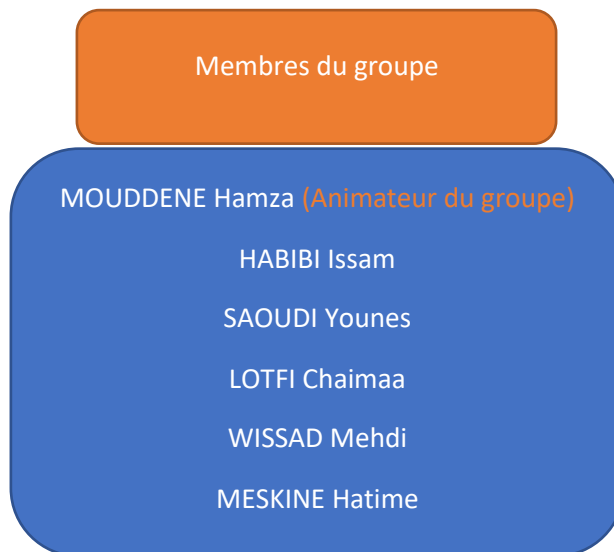 Membres du groupe
MOUDDENE Hamza (Animateur du groupe)
HABIBI Issam
SAOUDI Younes
LOTFI Chaimaa
WISSAD Mehdi
MESKINE Hatime